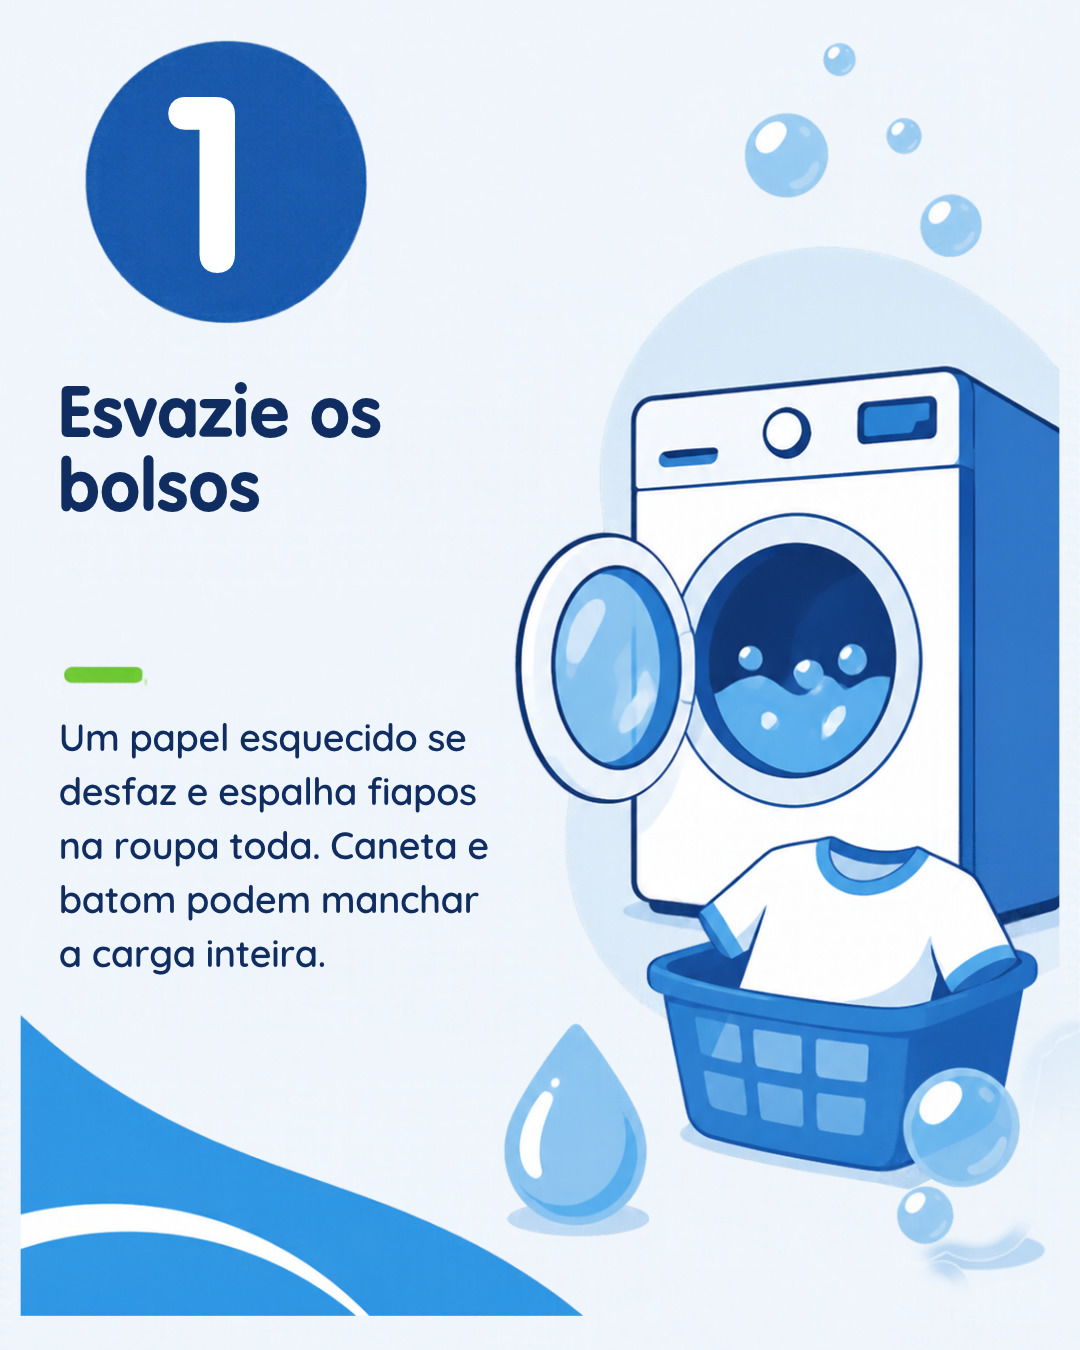 1
Esvazie os
bolsos
Um papel esquecido se
desfaz e espalha fiapos
na roupa toda. Caneta e
batom podem manchar
a carga inteira.